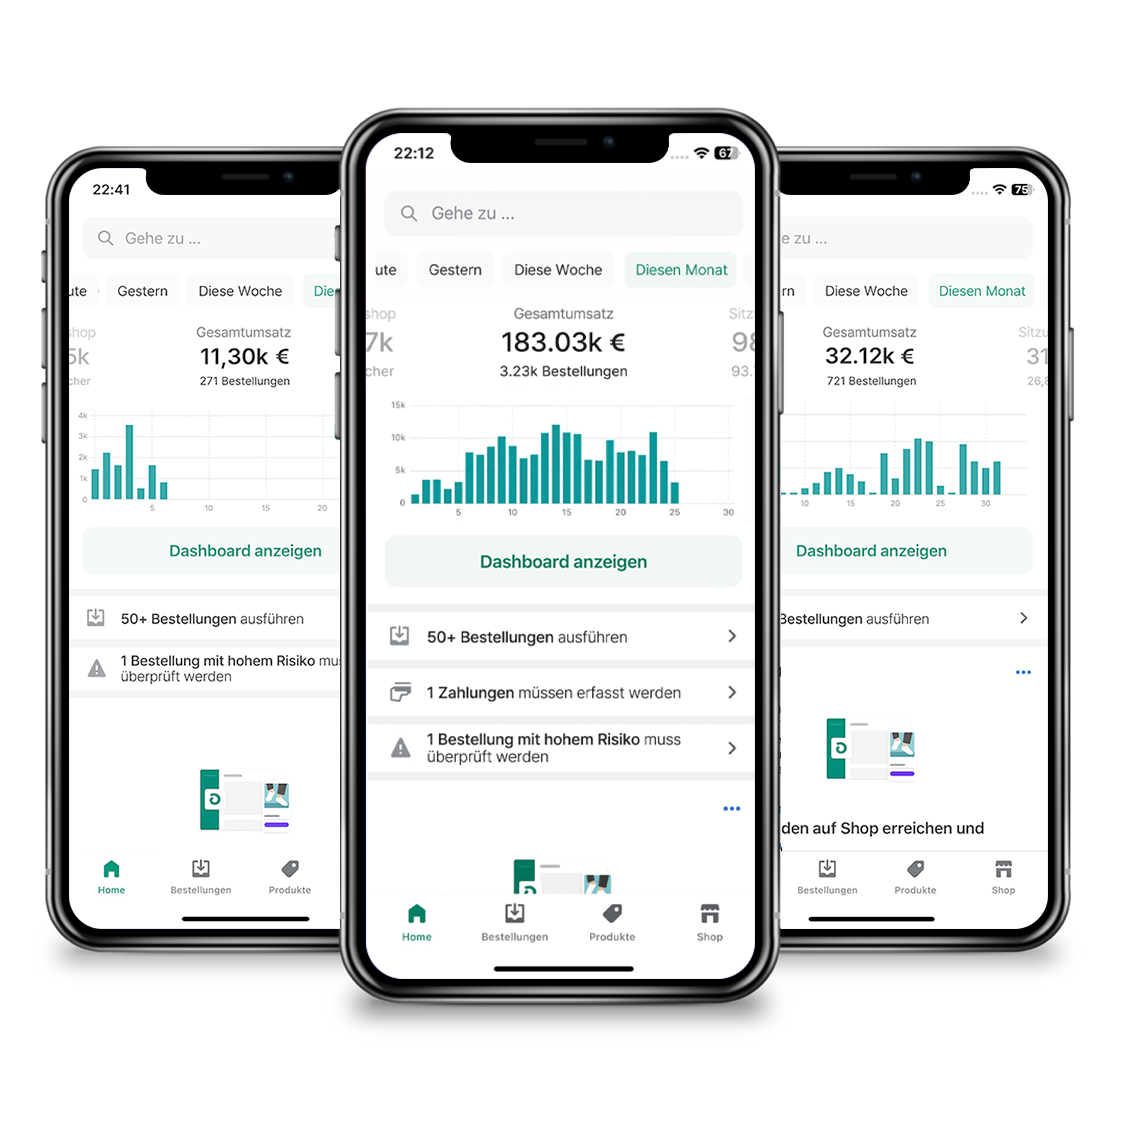 22:41
Gehe zu ...
ute
Gestern
Diese Woche
Die
shop
Gesamtumsatz
5k
11,30k €
cher
271 Bestellungen
4k
3k
2k
1k
0
5
10
15
20
Dashboard anzeigen
50+ Bestellungen ausführen
1 Bestellung mit hohem Risiko mu
überprüft werden
Home
Bestellungen
Produkte
22:12
67
Gehe zu ...
ute
Gestern
Diese Woche
Diesen Monat
shop
Gesamtumsatz
Sitz
7k
183.03k €
98
cher
3.23k Bestellungen
93.
15k
10k
5k
0
5
10
15
20
25
30
Dashboard anzeigen
50+ Bestellungen ausführen
1 Zahlungen müssen erfasst werden
1 Bestellung mit hohem Risiko muss
überprüft werden
Home
Bestellungen
Produkte
Shop
75
e zu ...
rn
Diese Woche
Diesen Monat
Gesamtumsatz
Sitzu
32.12k €
31
721 Bestellungen
26,8
10
15
20
25
30
Dashboard anzeigen
Bestellungen ausführen
den auf Shop erreichen und
Bestellungen
Produkte
Shop